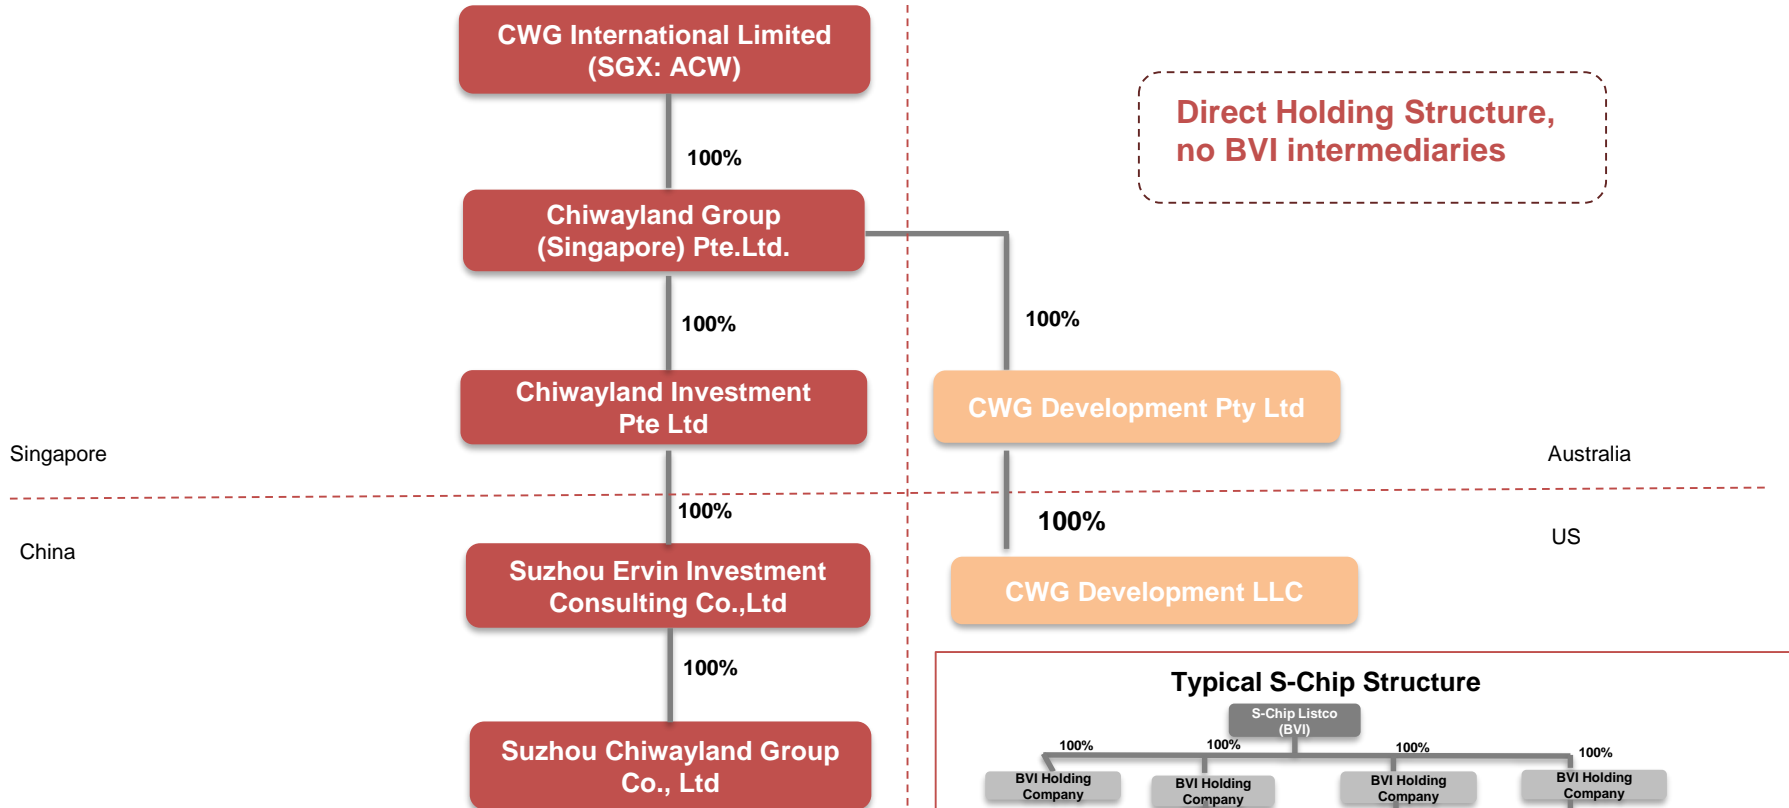 CWG International Limited
(SGX: ACW)
Direct Holding Structure,
no BVI intermediaries
100%
Chiwayland Group
(Singapore) Pte.Ltd.
100%
100%
Chiwayland Investment
Pte Ltd
CWG Development Pty Ltd
Singapore
Australia
100%
100%
China
US
Suzhou Ervin Investment
Consulting Co.,Ltd
CWG Development LLC
100%
Typical S-Chip Structure
S-Chip Listco
(BVI)
100%
100%
100%
100%
Suzhou Chiwayland Group
Co., Ltd
BVI Holding
Company
BVI Holding
Company
BVI Holding
Company
BVI Holding
Company